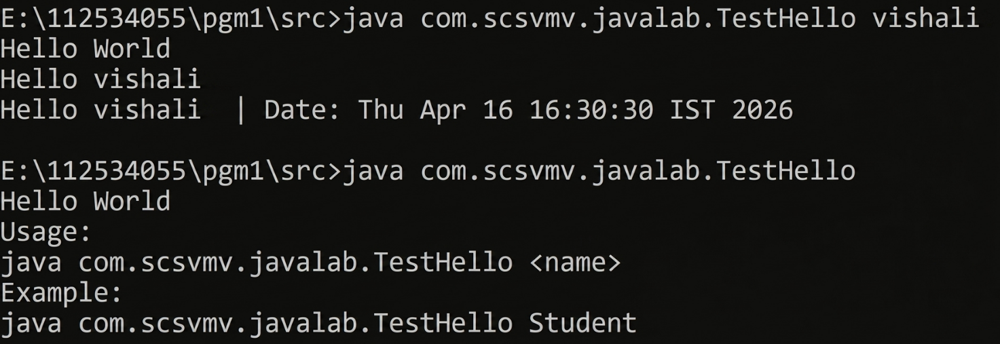 E:\112534055\pgm1\src>java com.scsvmv.javalab.TestHello vishali
Hello World
Hello vishali
Hello vishali  | Date: Thu Apr 16 16:30:30 IST 2026

E:\112534055\pgm1\src>java com.scsvmv.javalab.TestHello
Hello World
Usage:
java com.scsvmv.javalab.TestHello <name>
Example:
java com.scsvmv.javalab.TestHello Student